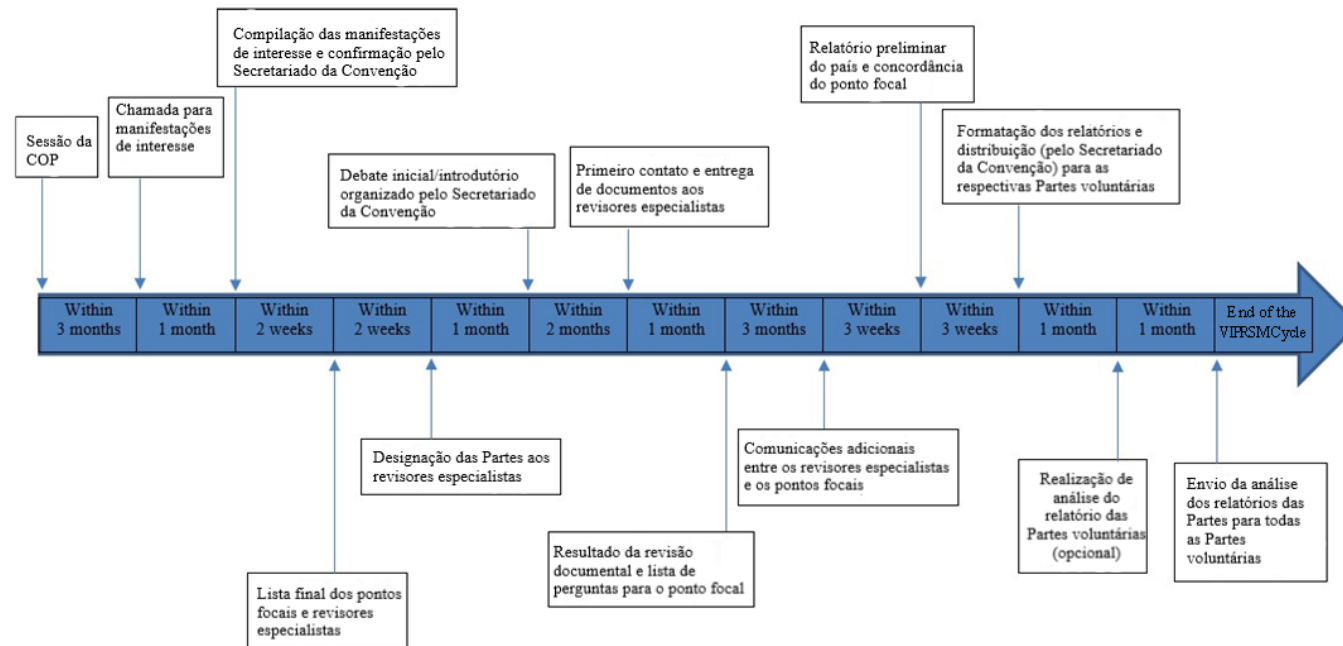 Compilação das manifestações
de interesse e confirmação pelo
Secretariado da Convenção
Relatório preliminar
do país e concordância
do ponto focal
Chamada para
manifestações
de interesse
Sessão da
COP
Formatação dos relatórios e
distribuição (pelo Secretariado
da Convenção) para as
respectivas Partes voluntárias
Debate inicial/introdutório
organizado pelo Secretariado
da Convenção
Primeiro contato e entrega
de documentos aos
revisores especialistas
Within
3 months
Within
1 month
Within
2 weeks
Within
2 weeks
Within
1 month
Within
2 months
Within
1 month
Within
3 months
Within
3 weeks
Within
3 weeks
Within
1 month
Within
1 month
End of the
VIPRSMCycle
Designação das Partes aos
revisores especialistas
Comunicações adicionais
entre os revisores especialistas
e os pontos focais
Realização de
análise do
relatório das
Partes voluntárias
(opcional)
Envio da análise
dos relatórios das
Partes para todas
as Partes
voluntárias
Resultado da revisão
documental e lista de
perguntas para o ponto focal
Lista final dos pontos
focais e revisores
especialistas